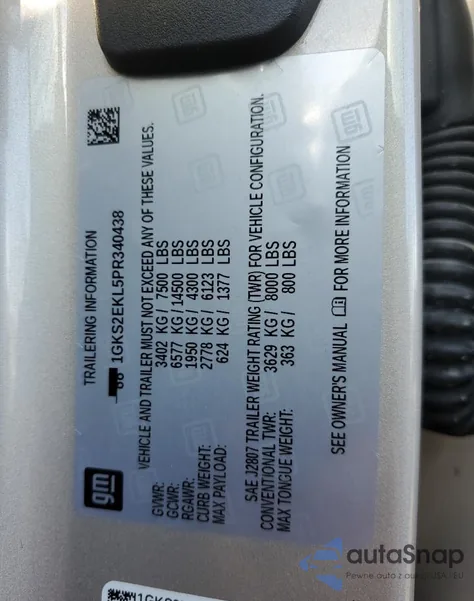 TRAILERING INFORMATION
1GKS2EKL5PR340438
VEHICLE AND TRAILER MUST NOT EXCEED ANY OF THESE VALUES.
GVWR: 3402 KG / 7500 LBS
GCWR: 6577 KG / 14500 LBS
RGAWR: 1950 KG / 4300 LBS
CURB WEIGHT: 2778 KG / 6123 LBS
MAX PAYLOAD: 624 KG / 1377 LBS
SAE J2807 TRAILER WEIGHT RATING (TWR) FOR VEHICLE CONFIGURATION.
CONVENTIONAL TWR: 3629 KG / 8000 LBS
MAX TONGUE WEIGHT: 363 KG / 800 LBS
SEE OWNER'S MANUAL FOR MORE INFORMATION
gm
gm
autaSnap